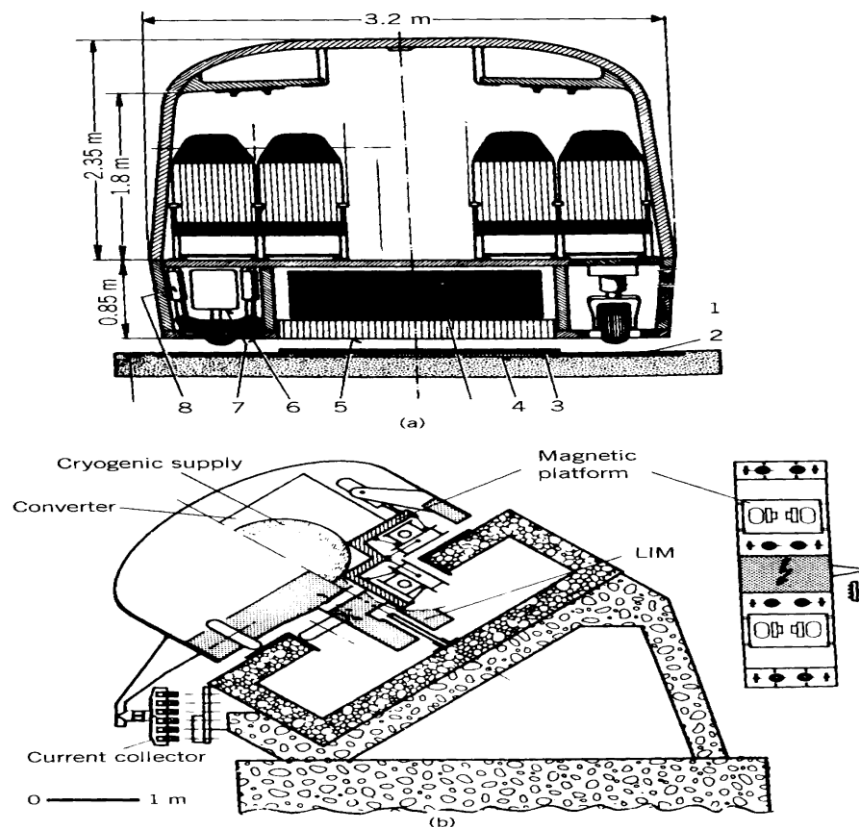 3.2 m
2.35 m
1.8 m
0.85 m
1
2
8
7
6
5
4
3
(a)
Cryogenic supply
Magnetic
platform
Converter
LIM
Current collector
0
1 m
(b)